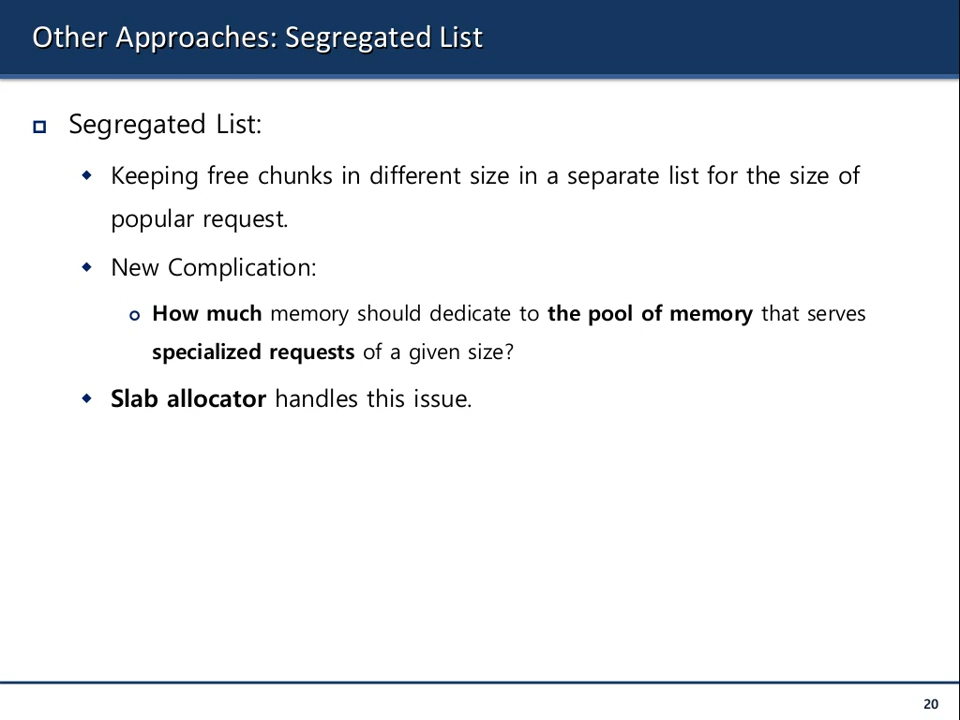 Other Approaches: Segregated List
Segregated List:
Keeping free chunks in different size in a separate list for the size of
popular request.
New Complication:
How much memory should dedicate to the pool of memory that serves
specialized requests of a given size?
Slab allocator handles this issue.
20